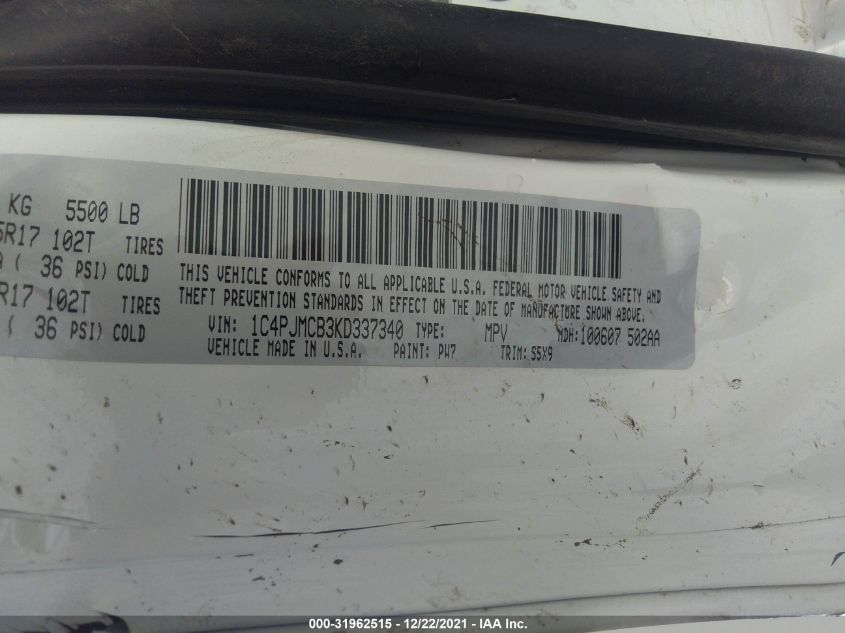 KG 5500 LB
5R17 102T TIRES
( 36 PSI) COLD
R17 102T TIRES
( 36 PSI) COLD
THIS VEHICLE CONFORMS TO ALL APPLICABLE U.S.A. FEDERAL MOTOR VEHICLE SAFETY AND
THEFT PREVENTION STANDARDS IN EFFECT ON THE DATE OF MANUFACTURE SHOWN ABOVE.
VIN: 1C4PJMCB3KD337340 TYPE: MPV MDH:100607 502AA
VEHICLE MADE IN U.S.A. PAINT: PW7 TRIM: S5X9
000-31962515 - 12/22/2021 - IAA Inc.